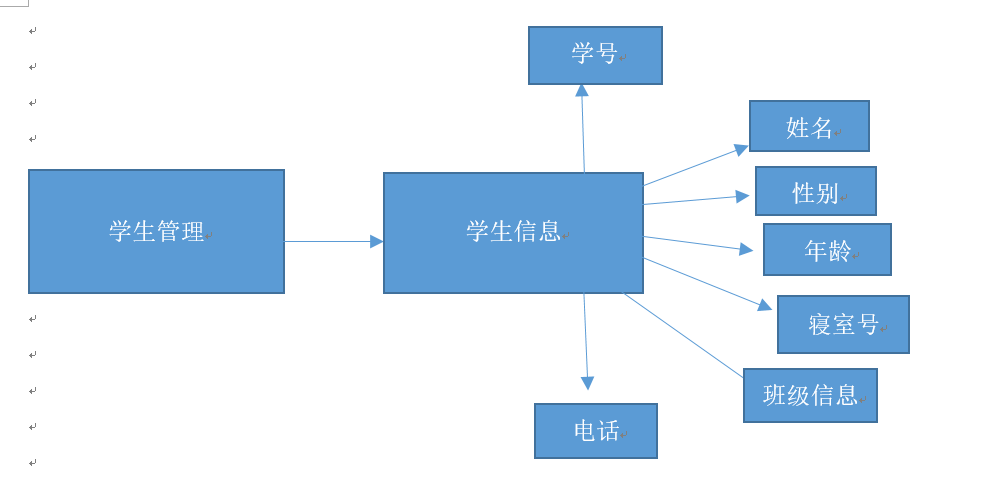 学号
姓名
性别
学生管理
学生信息
年龄
寝室号
班级信息
电话